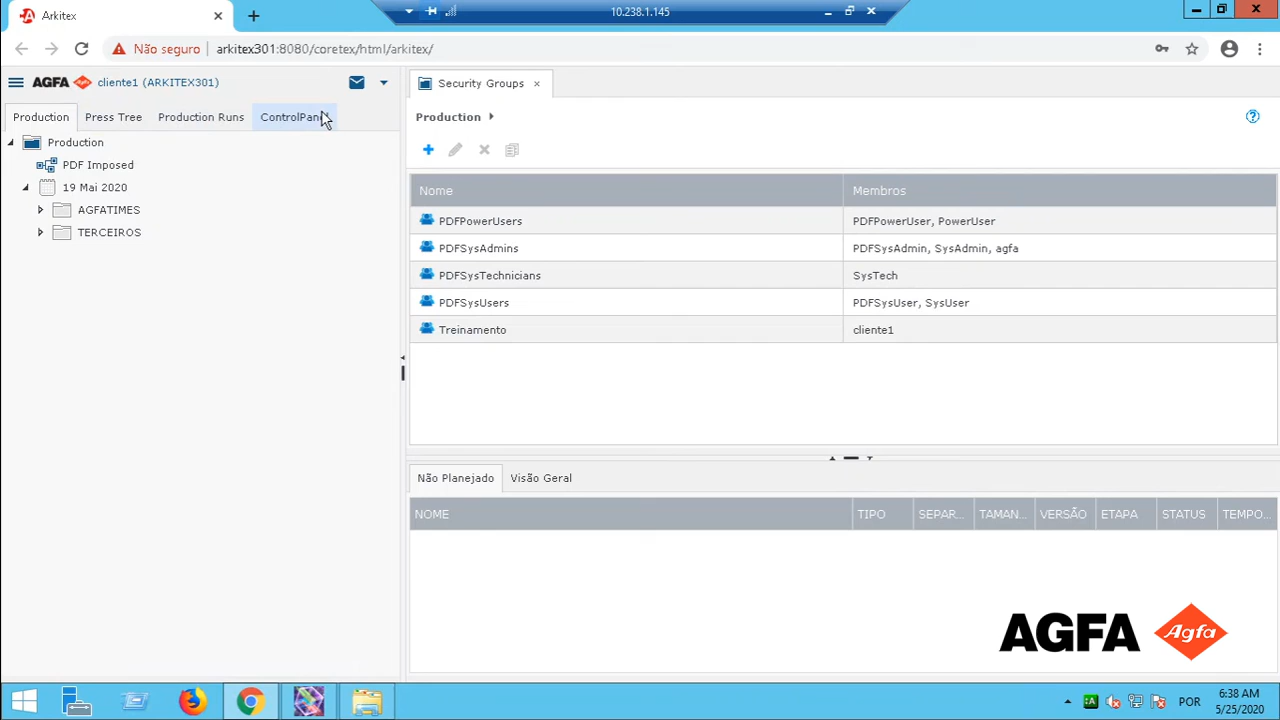 Arkitex
10.238.1.145
Não seguro
arkitex301:8080/coretex/html/arkitex/
AGFA cliente1 (ARKITEX301)
Security Groups
Production Press Tree Production Runs
Production
Production
PDF Imposed
19 Mai 2020
AGFATIMES
TERCEIROS
Nome Membros
PDFPowerUsers PDFPowerUser, PowerUser
PDFSysAdmins PDFSysAdmin, SysAdmin, agfa
PDFSysTechnicians SysTech
PDFSysUsers PDFSysUser, SysUser
Treinamento cliente1
Não Planejado Visão Geral
NOME TIPO SEPAR... TAMAN... VERSÃO ETAPA STATUS TEMPO...
AGFA Agfa
POR
6:38 AM
5/25/2020